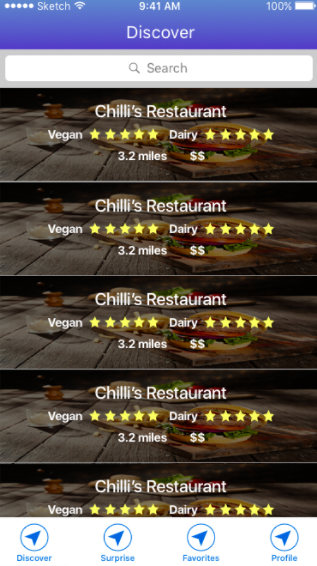 Sketch 9:41 AM 100%
Discover
Search
Chilli's Restaurant
Vegan Dairy
3.2 miles $$
Chilli's Restaurant
Vegan Dairy
3.2 miles $$
Chilli's Restaurant
Vegan Dairy
3.2 miles $$
Chilli's Restaurant
Vegan Dairy
3.2 miles $$
Chilli's Restaurant
Vegan Dairy
Discover Surprise Favorites Profile